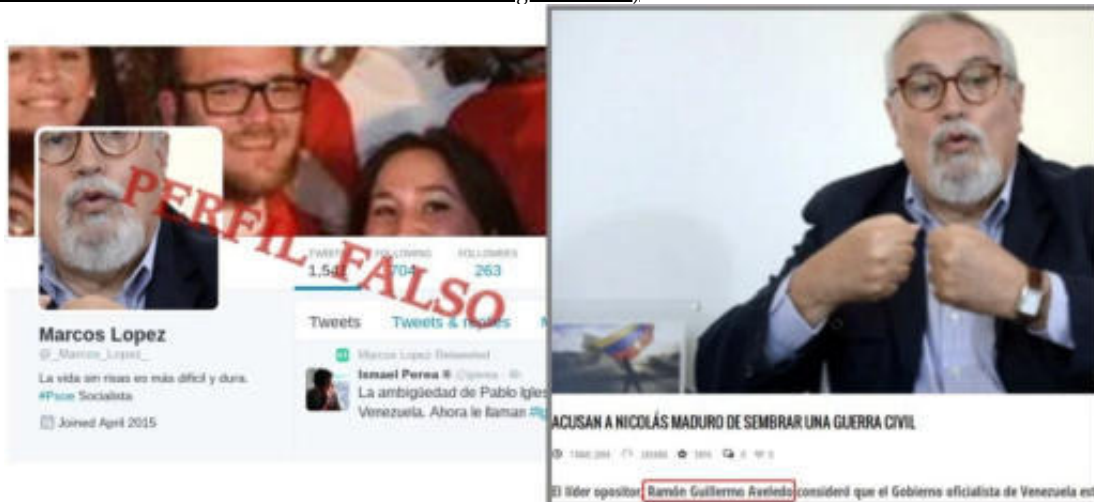 PERFIL FALSO
TWEETS FOLLOWING FOLLOWERS
1,542 704 263
Marcos Lopez
@_Marcos_Lopez_
La vida sin risas es más difícil y dura.
#Psoe Socialista
Joined April 2015
Tweets Tweets & replies
Marcos Lopez Retweeted
Ismael Perea
La ambigüedad de Pablo Igles
Venezuela. Ahora le llaman
ACUSAN A NICOLÁS MADURO DE SEMBRAR UNA GUERRA CIVIL
El líder opositor Ramón Guillermo Aveledo consideró que el Gobierno oficialista de Venezuela est